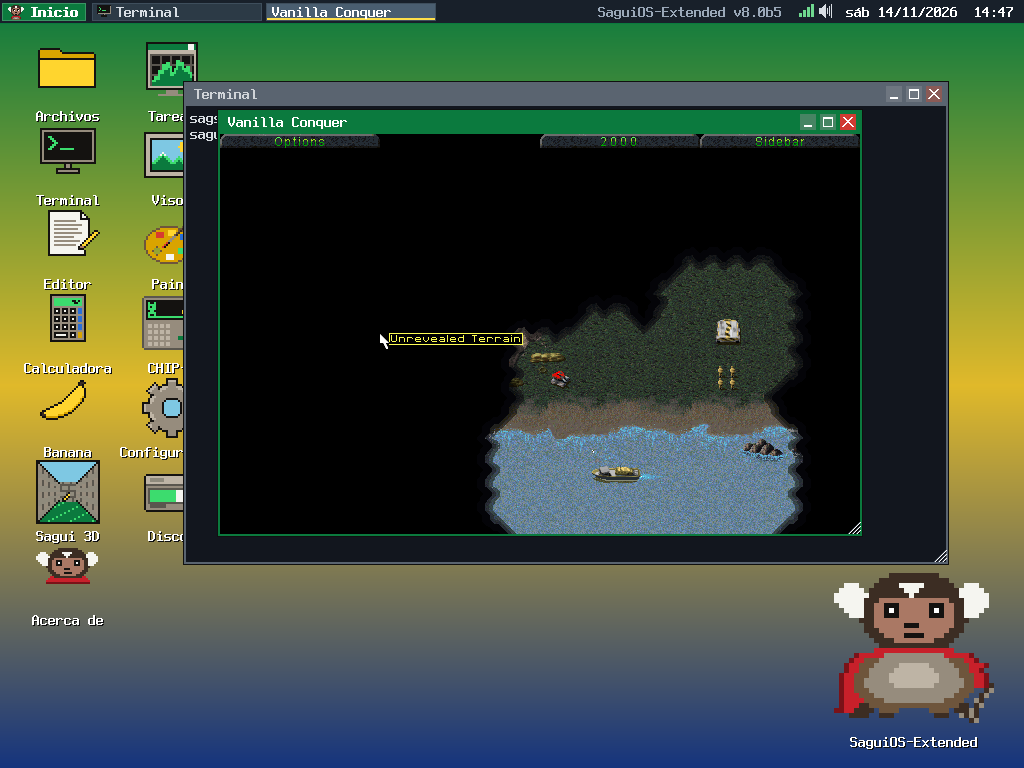 Inicio
Terminal
Vanilla Conquer
SaguiOS-Extended v8.0b5
sáb 14/11/2026
14:47
Archivos
Terminal
Editor
Calculadora
Banana
Sagui 3D
Acerca de
Terminal
Vanilla Conquer
Options
2000
Sidebar
Unrevealed Terrain
SaguiOS-Extended